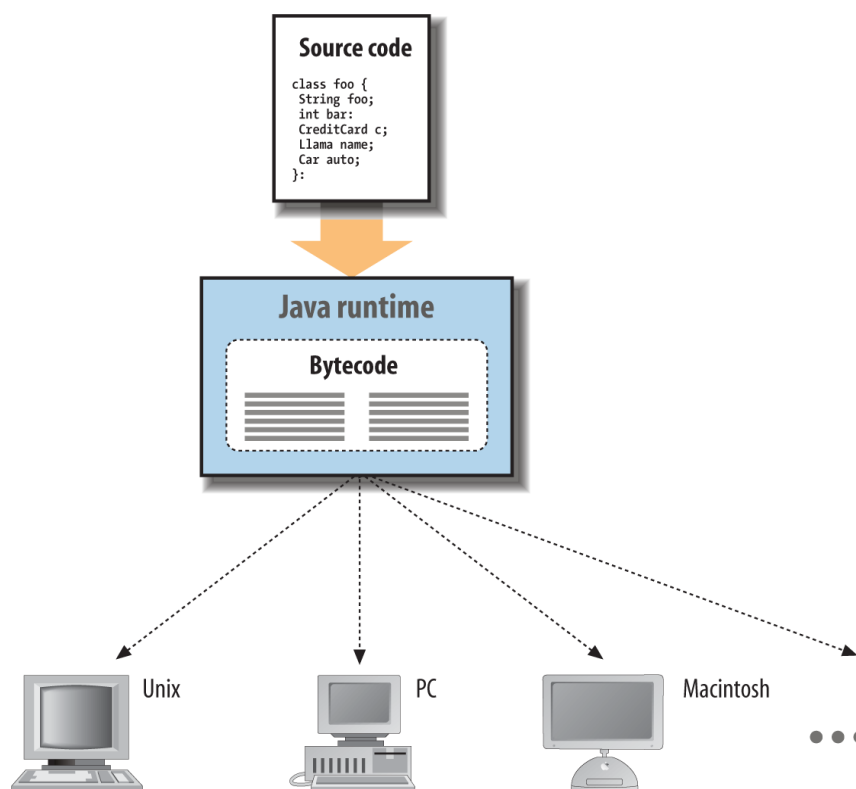 Source code
class foo {
String foo;
int bar:
CreditCard c;
Llama name;
Car auto;
}:
Java runtime
Bytecode
Unix
PC
Macintosh